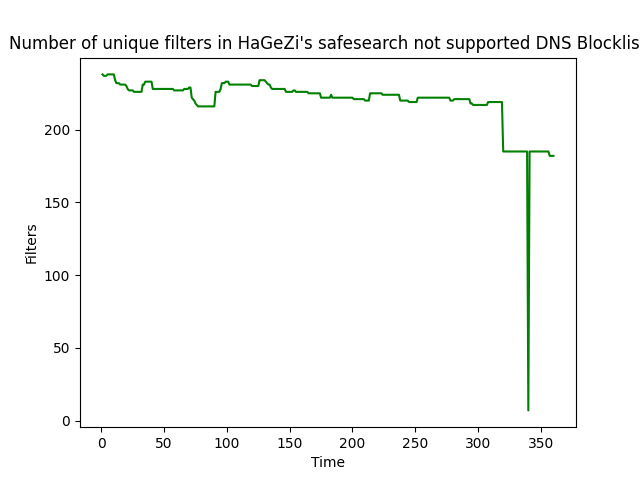 Number of unique filters in HaGeZi's safesearch not supported DNS Blocklis
Filters
200
150
100
50
0
0 50 100 150 200 250 300 350
Time